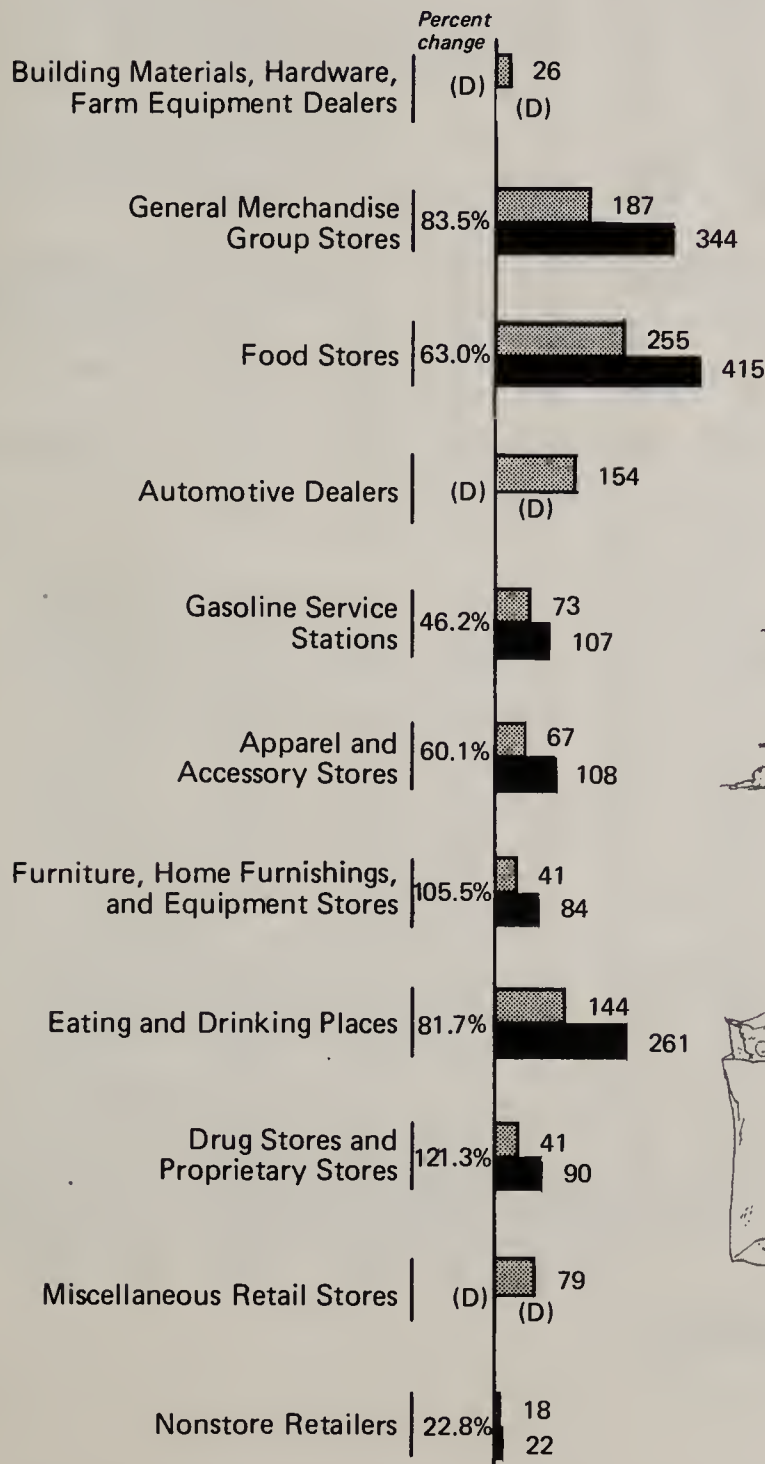 Percent
change
Building Materials, Hardware,
Farm Equipment Dealers
(D)
26
(D)
General Merchandise
Group Stores
83.5%
187
344
Food Stores
63.0%
255
415
Automotive Dealers
(D)
154
(D)
Gasoline Service
Stations
46.2%
73
107
Apparel and
Accessory Stores
60.1%
67
108
Furniture, Home Furnishings,
and Equipment Stores
105.5%
41
84
Eating and Drinking Places
81.7%
144
261
Drug Stores and
Proprietary Stores
121.3%
41
90
Miscellaneous Retail Stores
(D)
79
(D)
Nonstore Retailers
22.8%
18
22